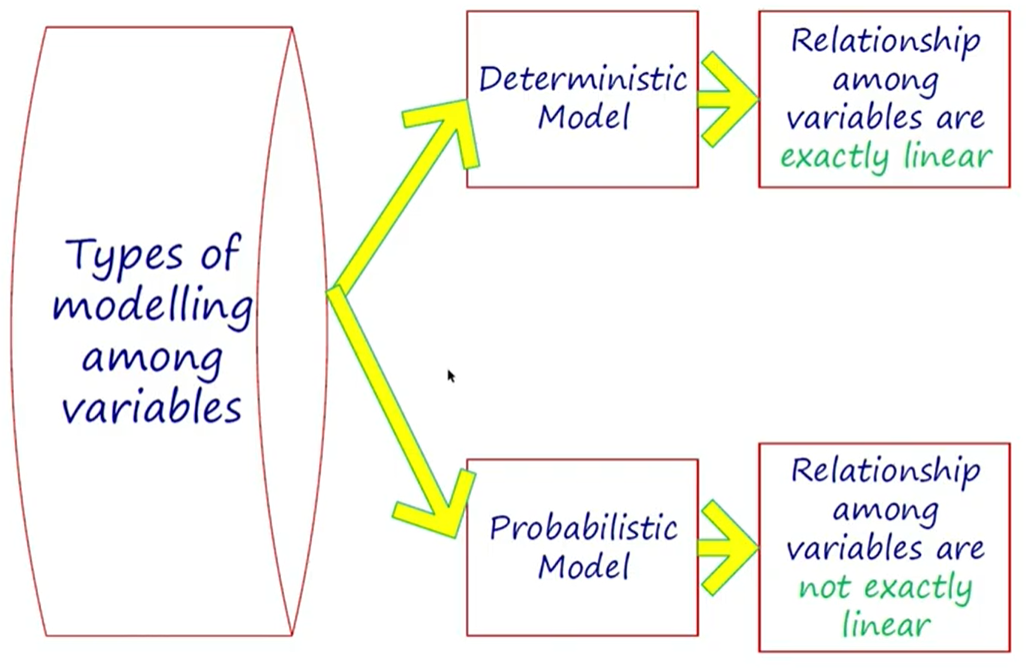 Types of
modelling
among
variables
Deterministic
Model
Relationship
among
variables are
exactly linear
Probabilistic
Model
Relationship
among
variables are
not exactly
linear